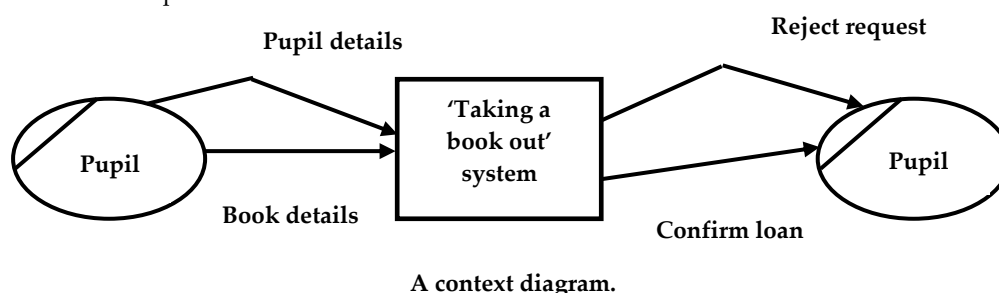 Pupil details
Reject request
‘Taking a
book out’
system
Pupil
Pupil
Book details
Confirm loan
A context diagram.